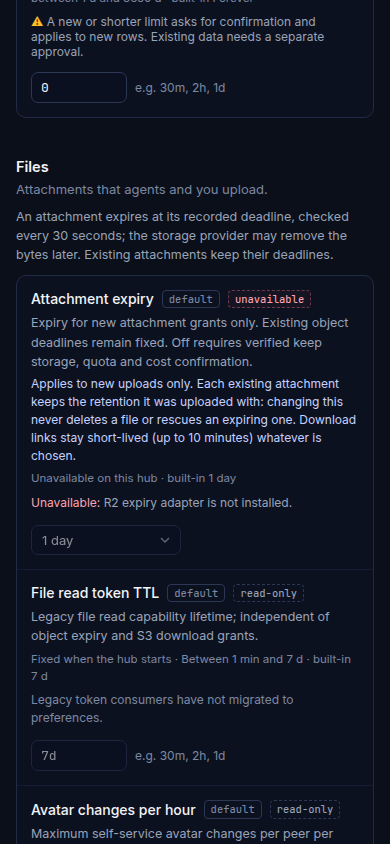 between 7 d and 3650 d · built-in Forever
⚠ A new or shorter limit asks for confirmation and
applies to new rows. Existing data needs a separate
approval.
0 e.g. 30m, 2h, 1d
Files
Attachments that agents and you upload.
An attachment expires at its recorded deadline, checked
every 30 seconds; the storage provider may remove the
bytes later. Existing attachments keep their deadlines.
Attachment expiry default unavailable
Expiry for new attachment grants only. Existing object
deadlines remain fixed. Off requires verified keep
storage, quota and cost confirmation.
Applies to new uploads only. Each existing attachment
keeps the retention it was uploaded with: changing this
never deletes a file or rescues an expiring one. Download
links stay short-lived (up to 10 minutes) whatever is
chosen.
Unavailable on this hub · built-in 1 day
Unavailable: R2 expiry adapter is not installed.
1 day
File read token TTL default read-only
Legacy file read capability lifetime; independent of
object expiry and S3 download grants.
Fixed when the hub starts · Between 1 min and 7 d · built-in
7 d
Legacy token consumers have not migrated to
preferences.
7d e.g. 30m, 2h, 1d
Avatar changes per hour default read-only
Maximum self-service avatar changes per peer per